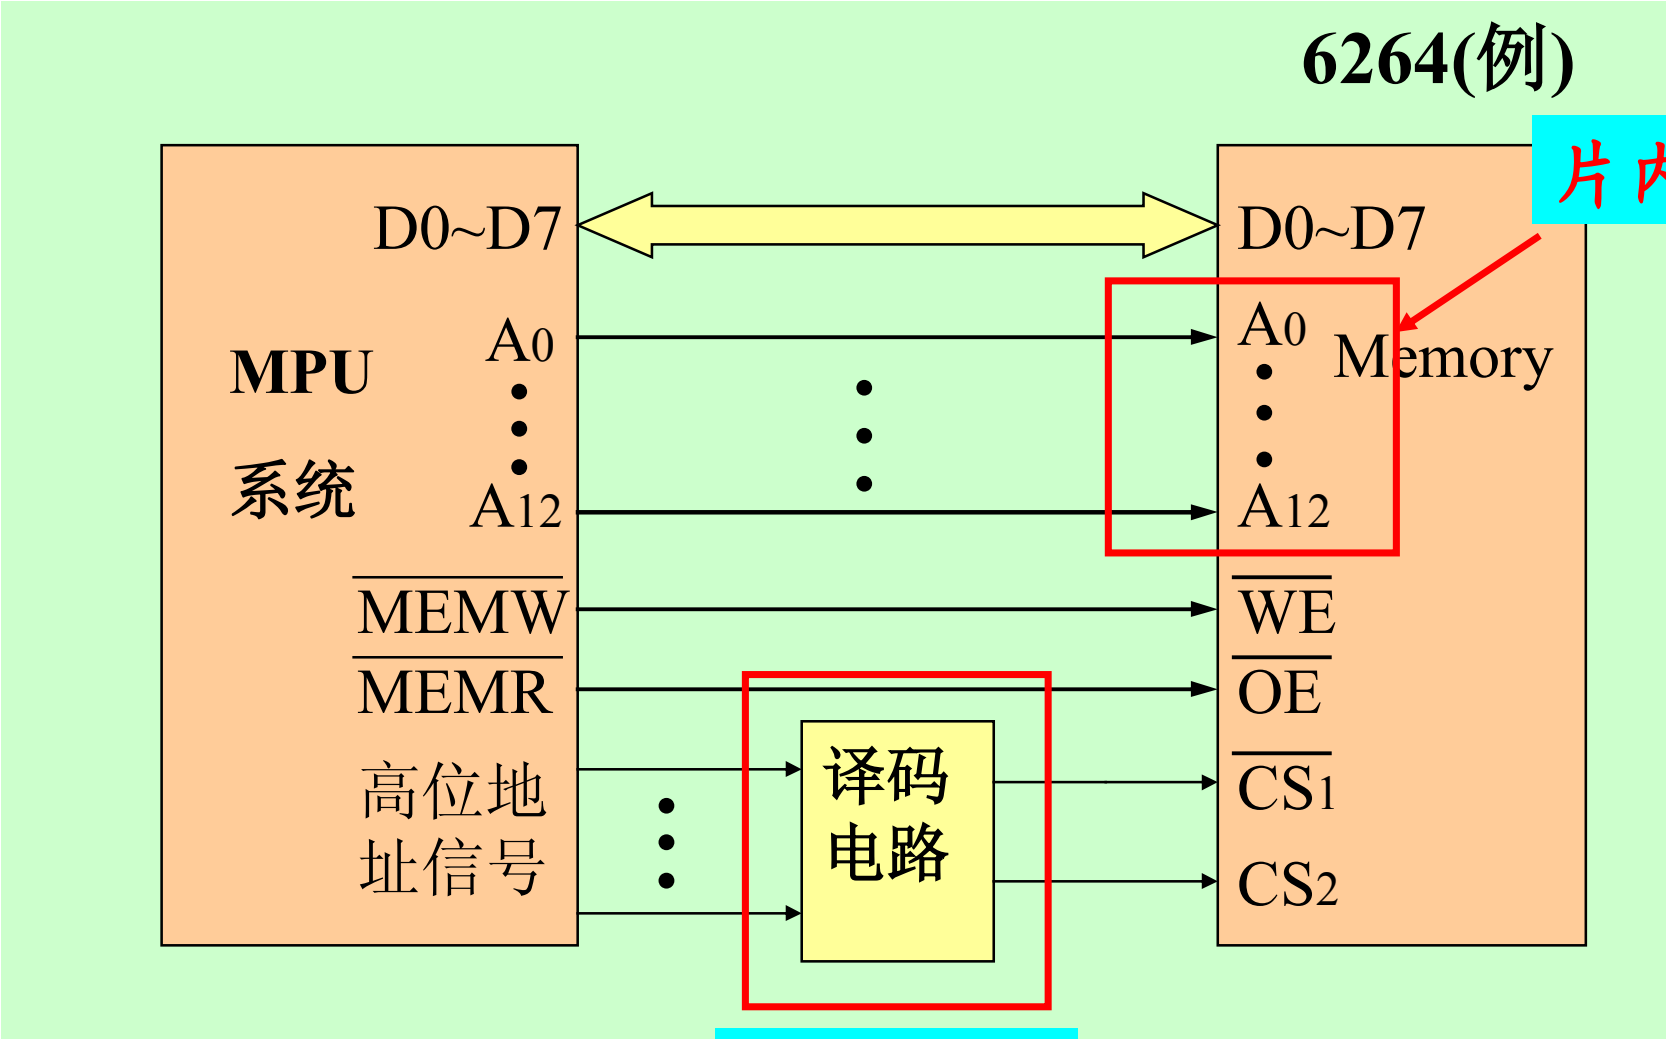 6264(例)
片内
D0~D7
D0~D7
A0
A0
MPU
Memory
系统
A12
A12
MEMW
WE
MEMR
OE
高位地
址信号
译码
电路
CS1
CS2